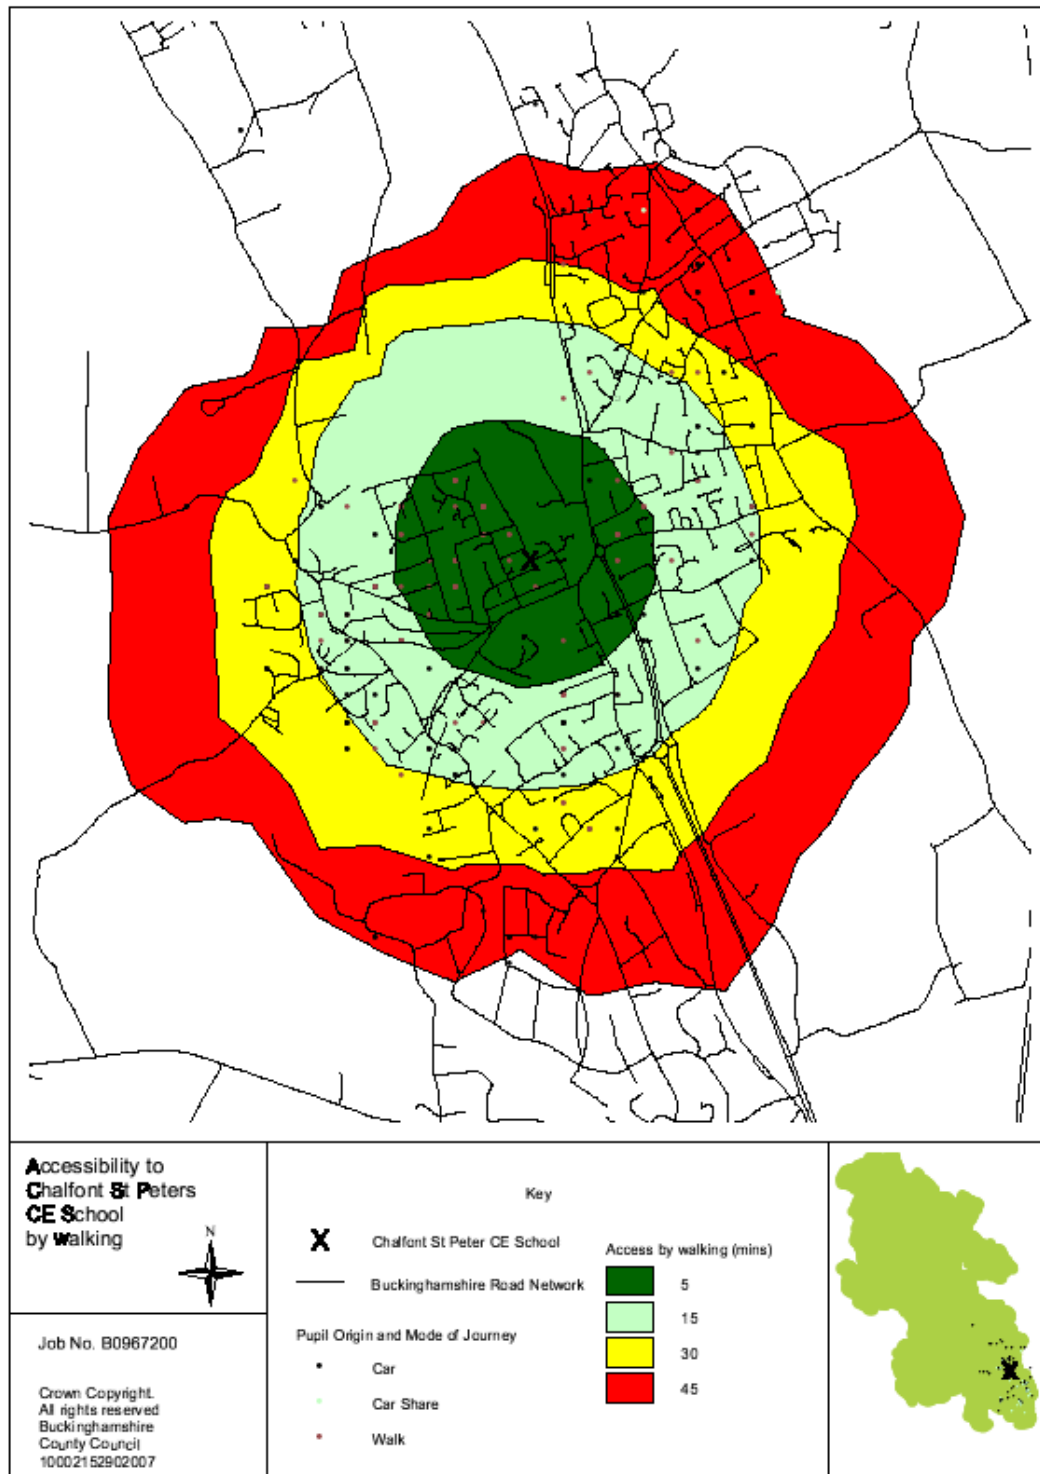 Accessibility to
Chalfont St Peters
CE School
by walking
N
Job No. B0967200
Crown Copyright.
All rights reserved
Buckinghamshire
County Council
10002152902007
Key
X Chalfont St Peter CE School
Buckinghamshire Road Network
Pupil Origin and Mode of Journey
Car
Car Share
Walk
Access by walking (mins)
5
15
30
45